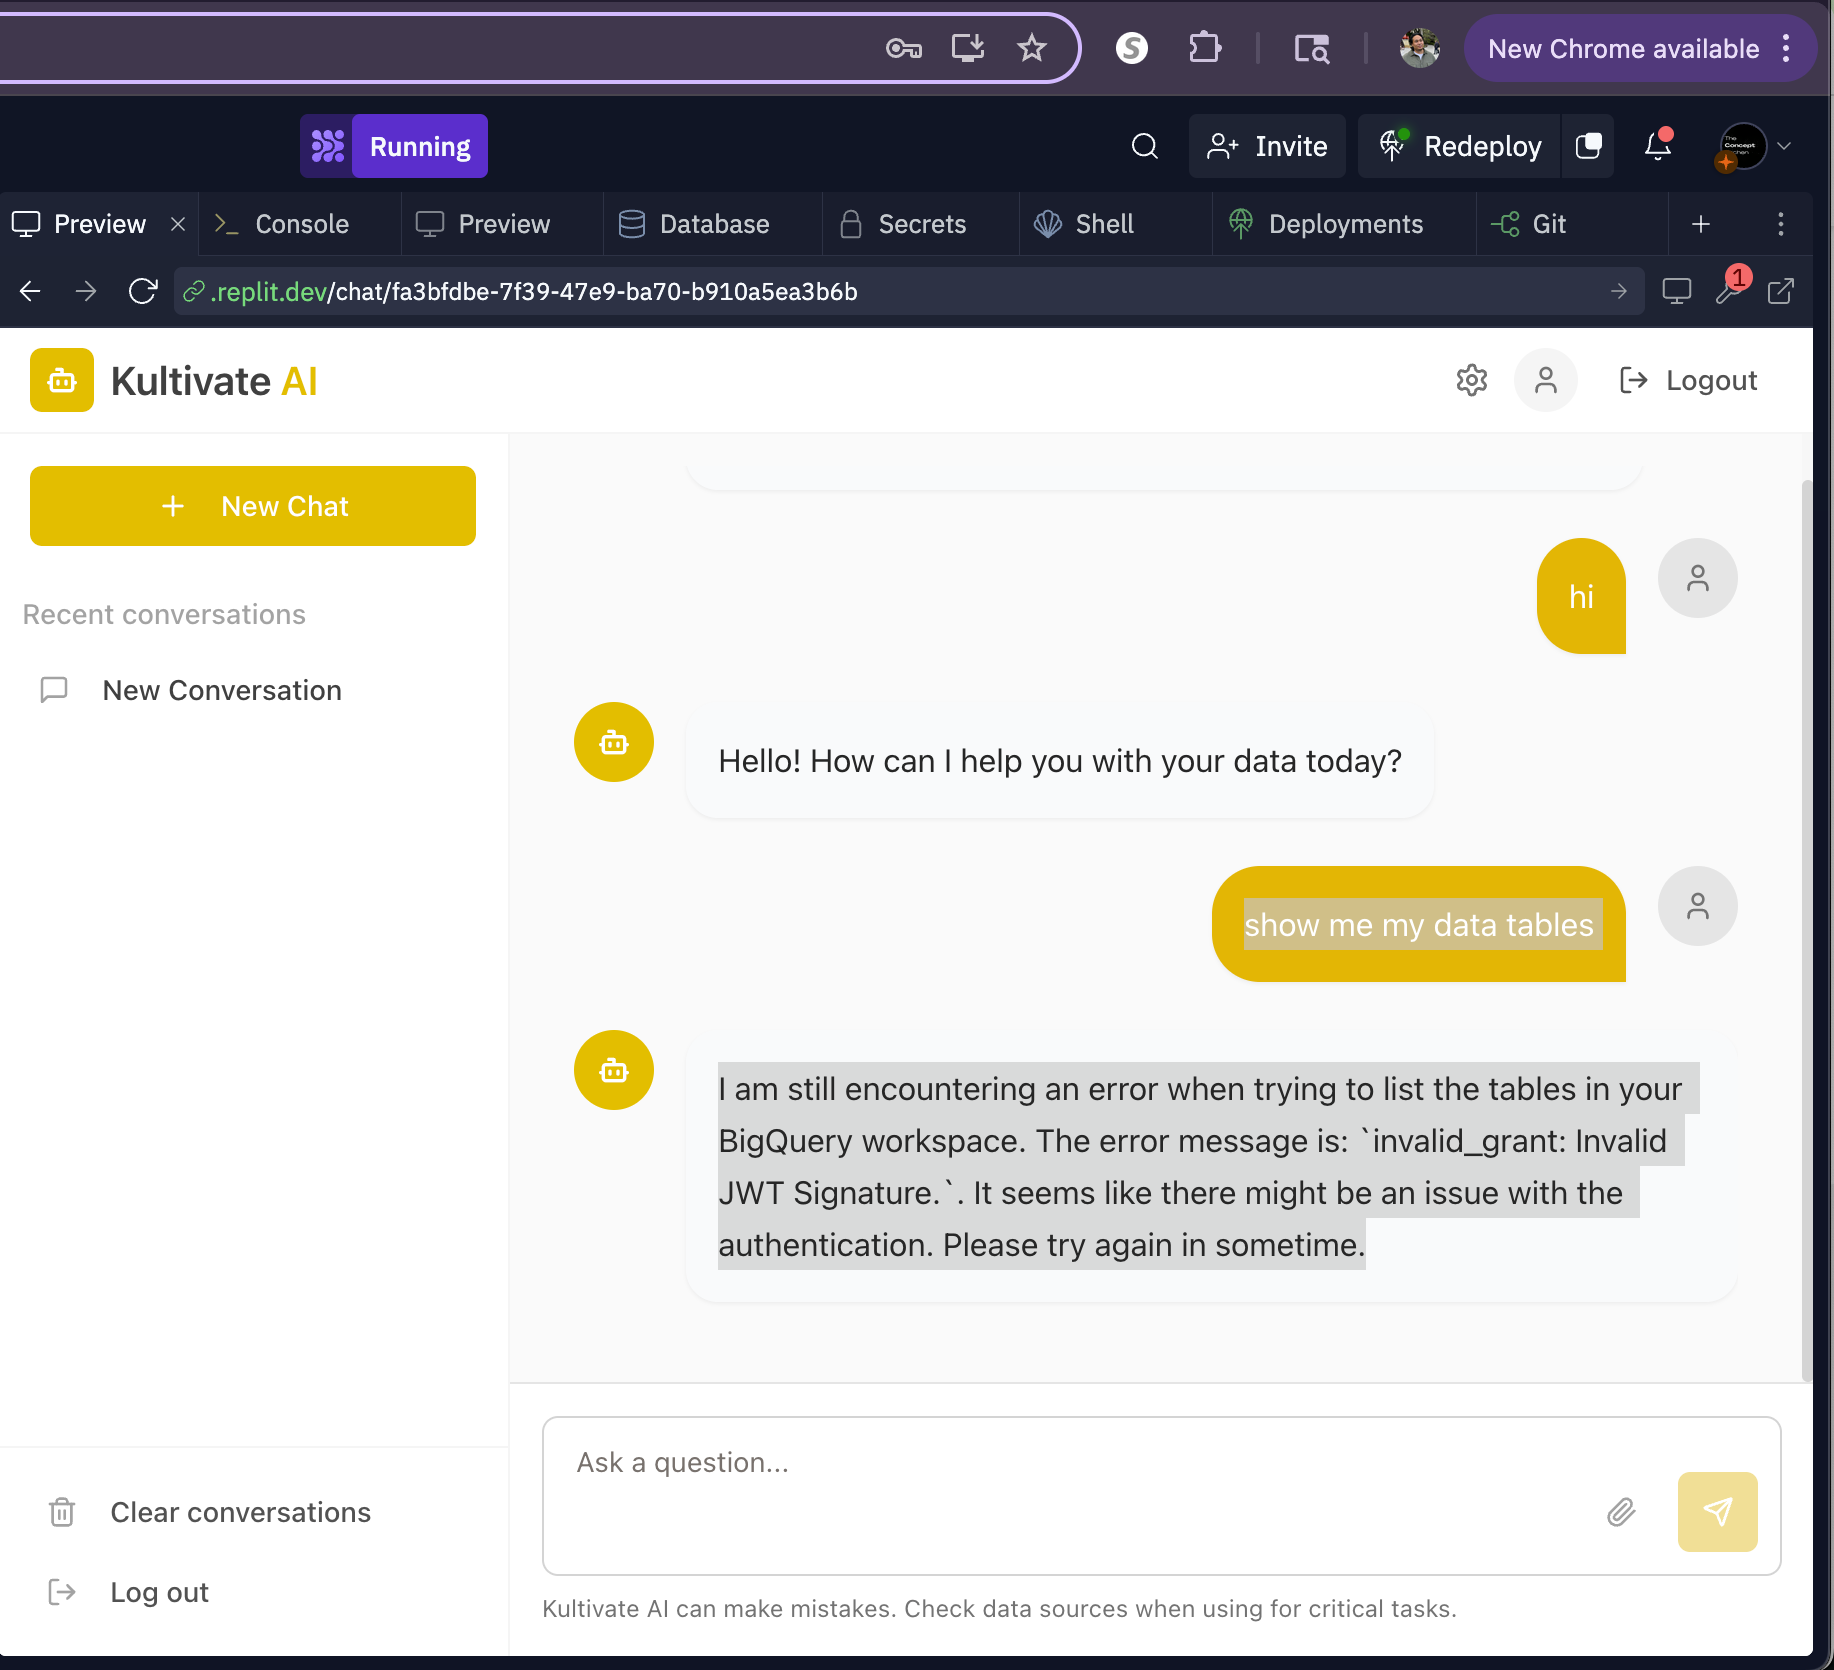 New Chrome available
Running
Invite
Redeploy
The
Concept
Preview
Console
Preview
Database
Secrets
Shell
Deployments
Git
.replit.dev/chat/fa3bfdbe-7f39-47e9-ba70-b910a5ea3b6b
1
Kultivate AI
Logout
New Chat
Recent conversations
New Conversation
hi
Hello! How can I help you with your data today?
show me my data tables
I am still encountering an error when trying to list the tables in your
BigQuery workspace. The error message is: `invalid_grant: Invalid
JWT Signature.`. It seems like there might be an issue with the
authentication. Please try again in sometime.
Ask a question...
Clear conversations
Log out
Kultivate AI can make mistakes. Check data sources when using for critical tasks.